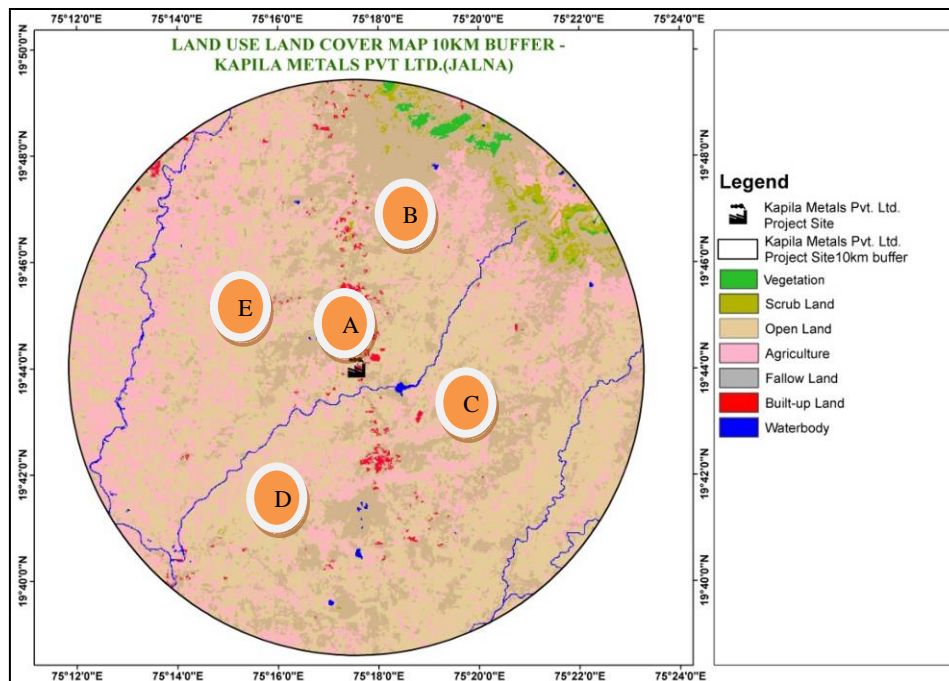 75°12'0"E 75°14'0"E 75°16'0"E 75°18'0"E 75°20'0"E 75°22'0"E 75°24'0"E
LAND USE LAND COVER MAP 10KM BUFFER -
KAPILA METALS PVT LTD.(JALNA)
19°50'0"N
19°48'0"N
19°46'0"N
19°44'0"N
19°42'0"N
19°40'0"N
B
E
A
C
D
19°50'0"N
19°48'0"N
19°46'0"N
19°44'0"N
19°42'0"N
19°40'0"N
Legend
Kapila Metals Pvt. Ltd.
Project Site
Kapila Metals Pvt. Ltd.
Project Site10km buffer
Vegetation
Scrub Land
Open Land
Agriculture
Fallow Land
Built-up Land
Waterbody
75°12'0"E 75°14'0"E 75°16'0"E 75°18'0"E 75°20'0"E 75°22'0"E 75°24'0"E